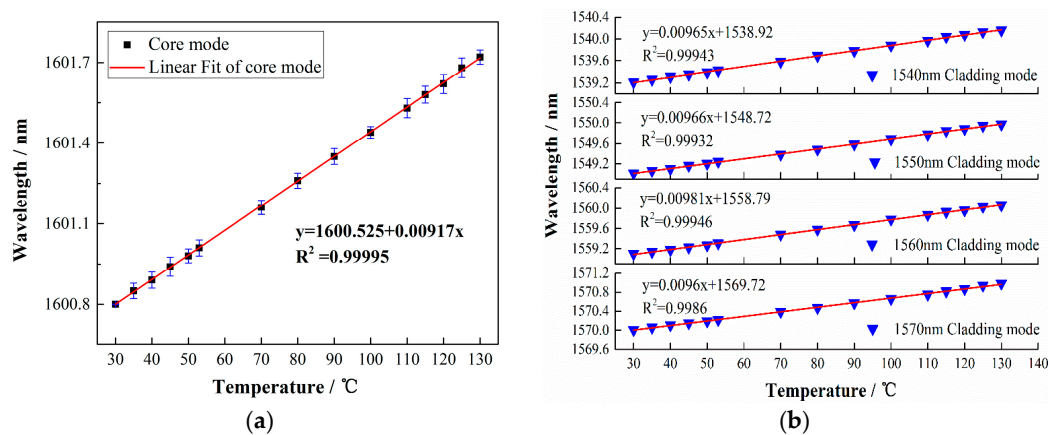 (a)
Core mode
Linear Fit of core mode
Wavelength / nm
1601.7
1601.4
1601.1
1600.8
y=1600.525+0.00917x
R² =0.99995
30 40 50 60 70 80 90 100 110 120 130
Temperature / ℃
(a)
(b)
Wavelength / nm
1540.4
1540.0
1539.6
1539.2
y=0.00965x+1538.92
R²=0.99943
1540nm Cladding mode
1550.4
1550.0
1549.6
1549.2
y=0.00966x+1548.72
R²=0.99932
1550nm Cladding mode
1560.4
1560.0
1559.6
1559.2
y=0.00981x+1558.79
R²=0.99946
1560nm Cladding mode
1571.2
1570.8
1570.4
1570.0
1569.6
y=0.0096x+1569.72
R²=0.9986
1570nm Cladding mode
30 40 50 60 70 80 90 100 110 120 130 140
Temperature / ℃
(b)